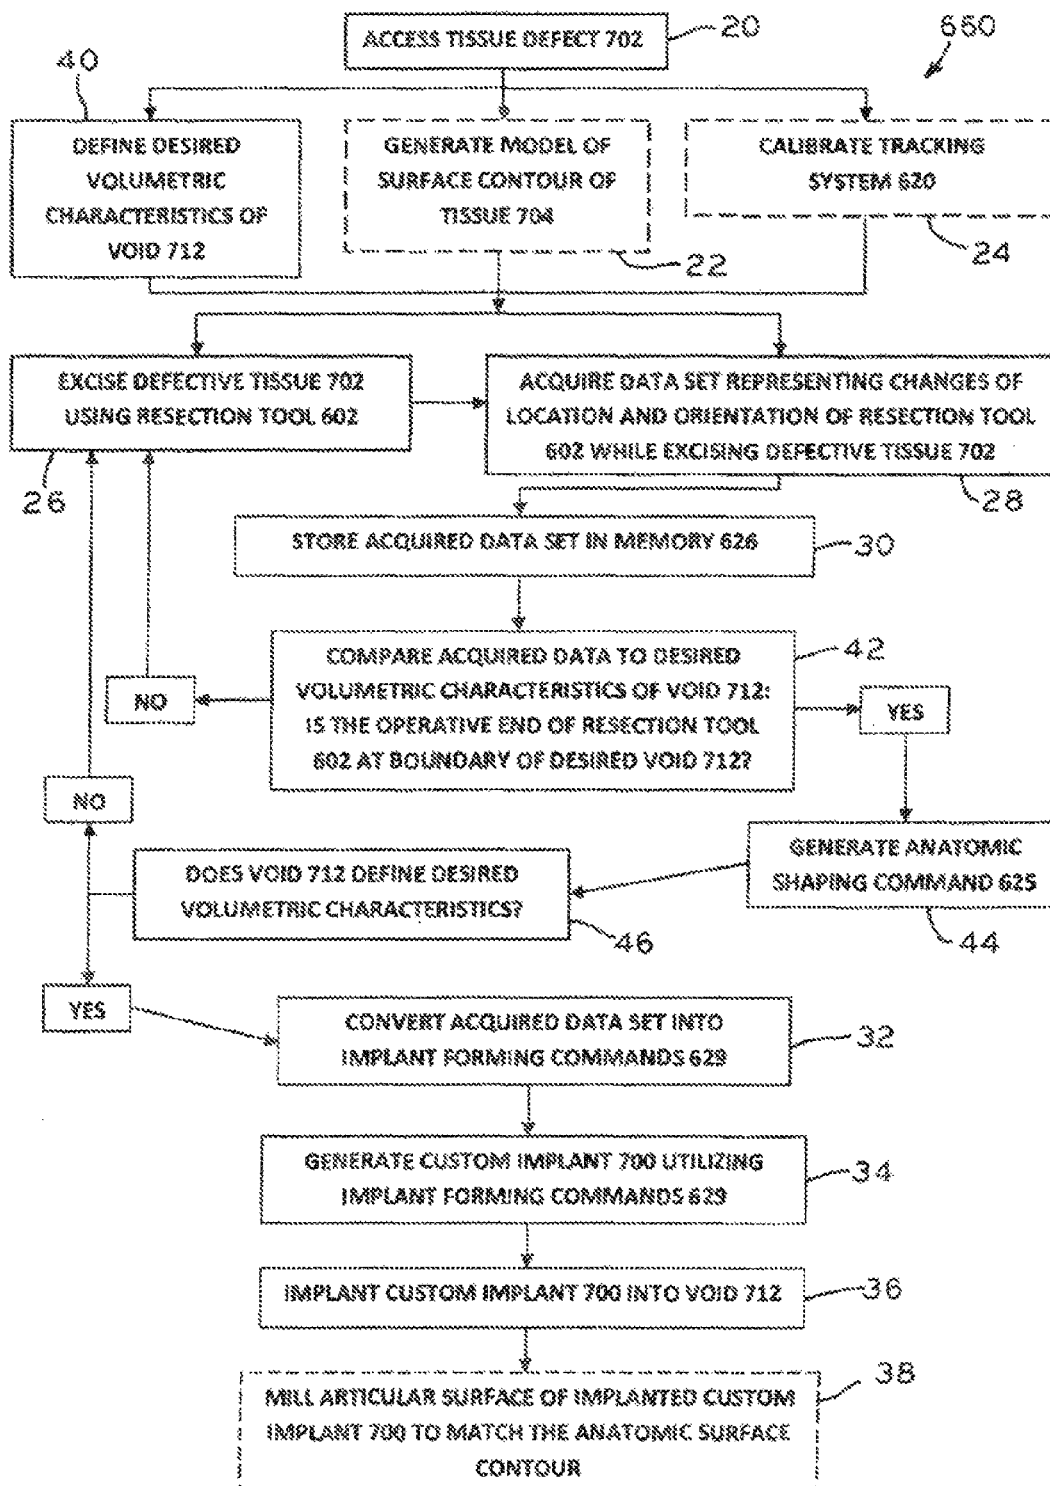 ACCESS TISSUE DEFECT 702
20
660
40
DEFINE DESIRED
VOLUMETRIC
CHARACTERISTICS OF
VOID 712
GENERATE MODEL OF
SURFACE CONTOUR OF
TISSUE 704
22
CALIBRATE TRACKING
SYSTEM 620
24
EXCISE DEFECTIVE TISSUE 702
USING RESECTION TOOL 602
26
ACQUIRE DATA SET REPRESENTING CHANGES OF
LOCATION AND ORIENTATION OF RESECTION TOOL
602 WHILE EXCISING DEFECTIVE TISSUE 702
28
STORE ACQUIRED DATA SET IN MEMORY 626
30
COMPARE ACQUIRED DATA TO DESIRED
VOLUMETRIC CHARACTERISTICS OF VOID 712:
IS THE OPERATIVE END OF RESECTION TOOL
602 AT BOUNDARY OF DESIRED VOID 712?
42
NO
YES
NO
GENERATE ANATOMIC
SHAPING COMMAND 625
44
DOES VOID 712 DEFINE DESIRED
VOLUMETRIC CHARACTERISTICS?
46
YES
CONVERT ACQUIRED DATA SET INTO
IMPLANT FORMING COMMANDS 629
32
GENERATE CUSTOM IMPLANT 700 UTILIZING
IMPLANT FORMING COMMANDS 629
34
IMPLANT CUSTOM IMPLANT 700 INTO VOID 712
36
MILL ARTICULAR SURFACE OF IMPLANTED CUSTOM
IMPLANT 700 TO MATCH THE ANATOMIC SURFACE
CONTOUR
38